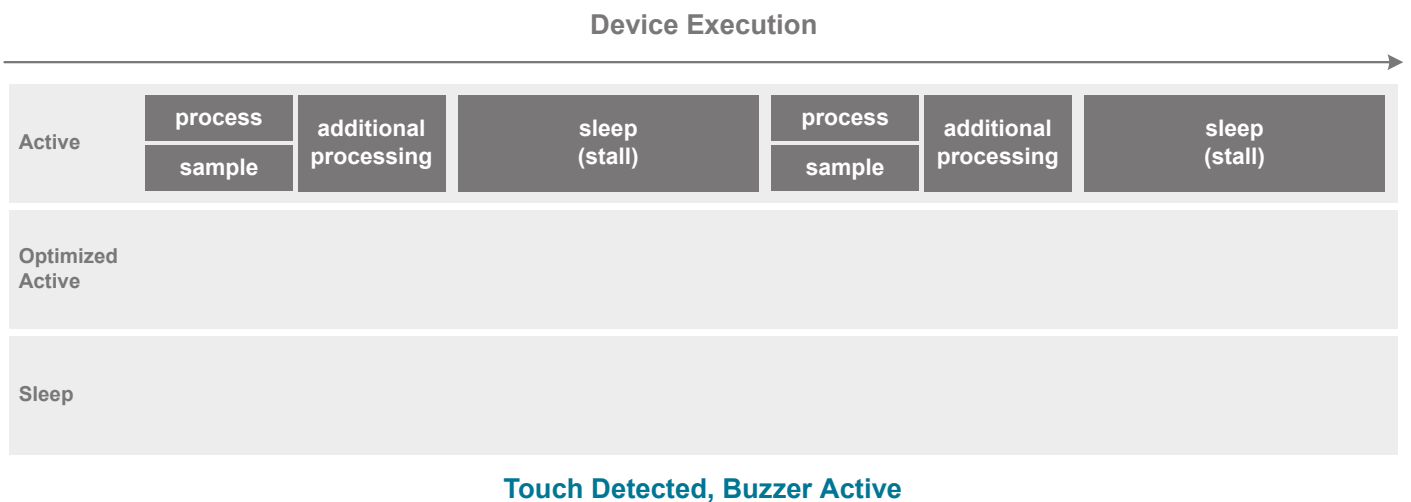 Device Execution
Active
process
sample
additional
processing
sleep
(stall)
process
sample
additional
processing
sleep
(stall)
Optimized
Active
Sleep
Touch Detected, Buzzer Active